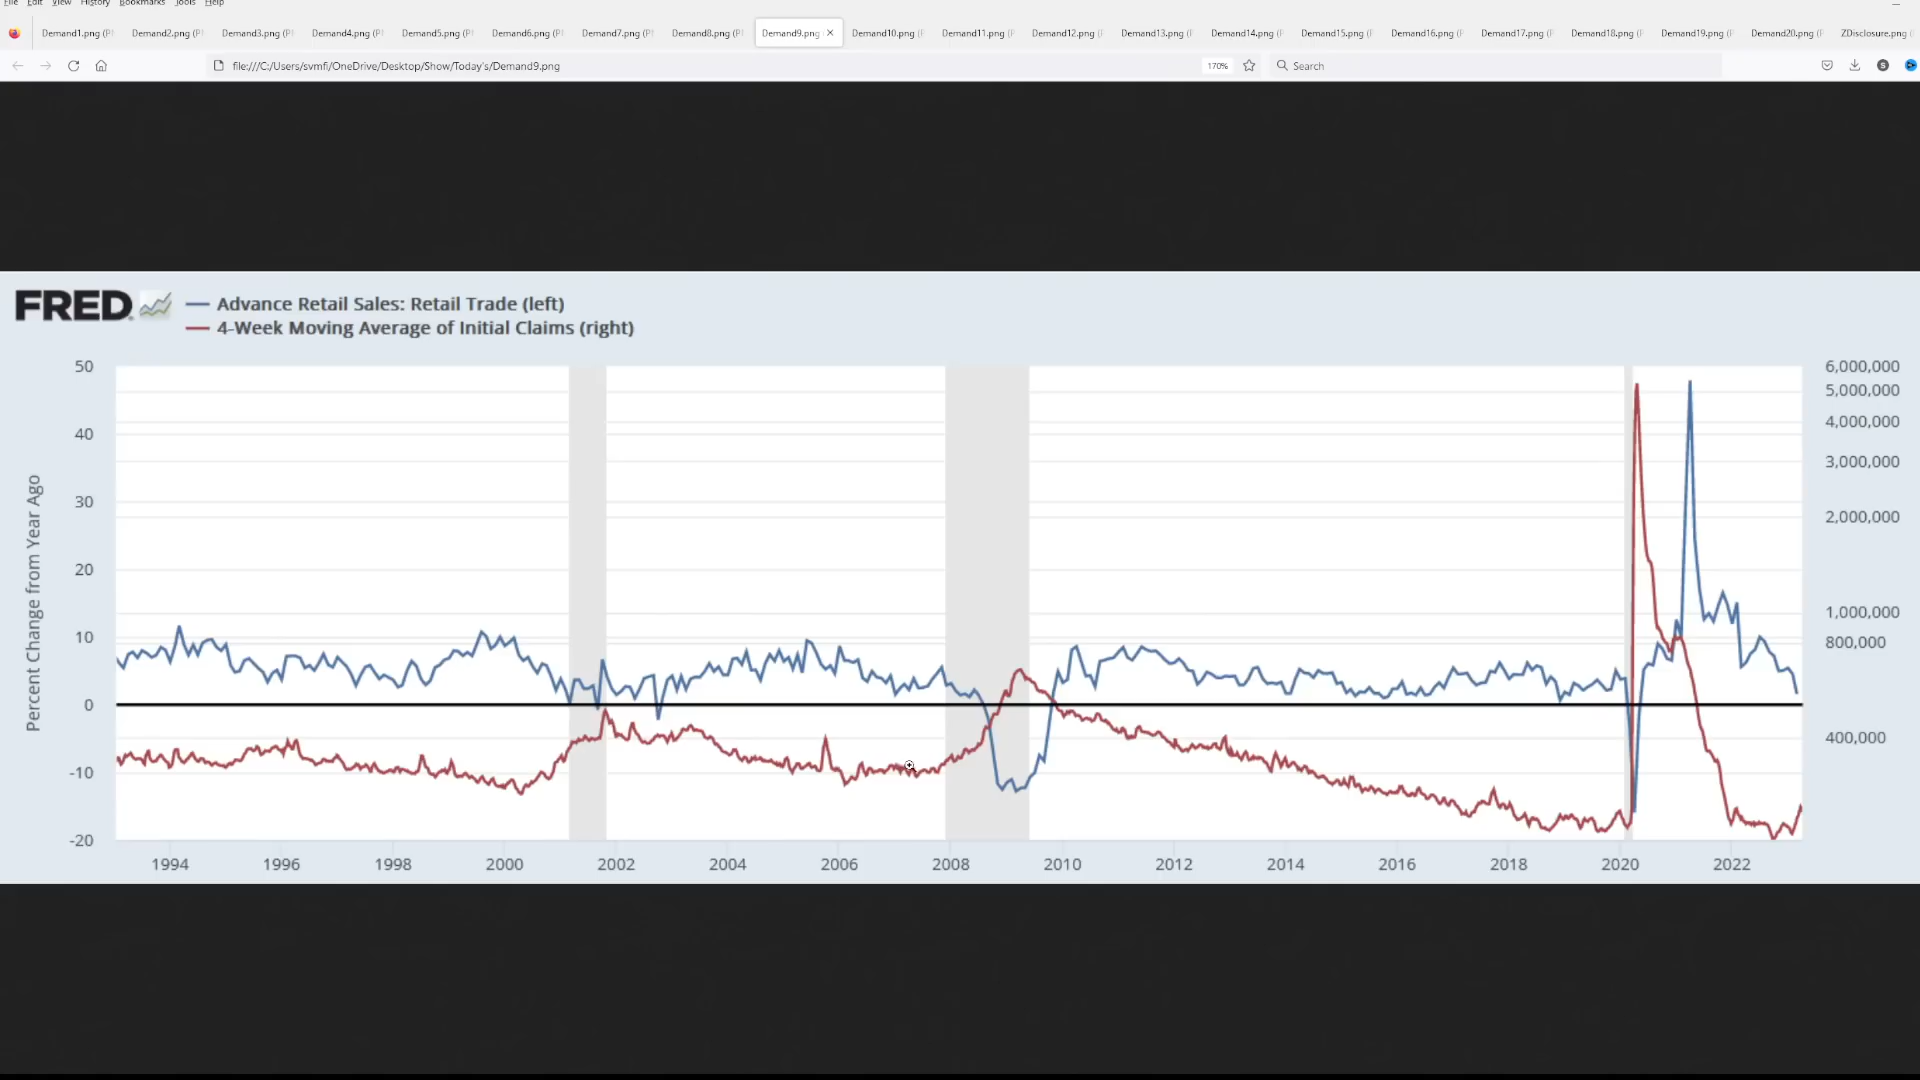 File Edit View History Bookmarks Tools Help
Demand1.png (P Demand2.png (P Demand3.png (P Demand4.png (P Demand5.png (P Demand6.png (P Demand7.png (P Demand8.png (P Demand9.png Demand10.png (P Demand11.png (P Demand12.png (P Demand13.png (P Demand14.png (P Demand15.png (P Demand16.png (P Demand17.png (P Demand18.png (P Demand19.png (P Demand20.png (P ZDisclosure.png
file:///C:/Users/svmfi/OneDrive/Desktop/Show/Today's/Demand9.png 170% Search
FRED
Advance Retail Sales: Retail Trade (left)
4-Week Moving Average of Initial Claims (right)
Percent Change from Year Ago
50 6,000,000
5,000,000
40 4,000,000
3,000,000
30 2,000,000
20
1,000,000
10 800,000
0
400,000
-10
-20
1994 1996 1998 2000 2002 2004 2006 2008 2010 2012 2014 2016 2018 2020 2022